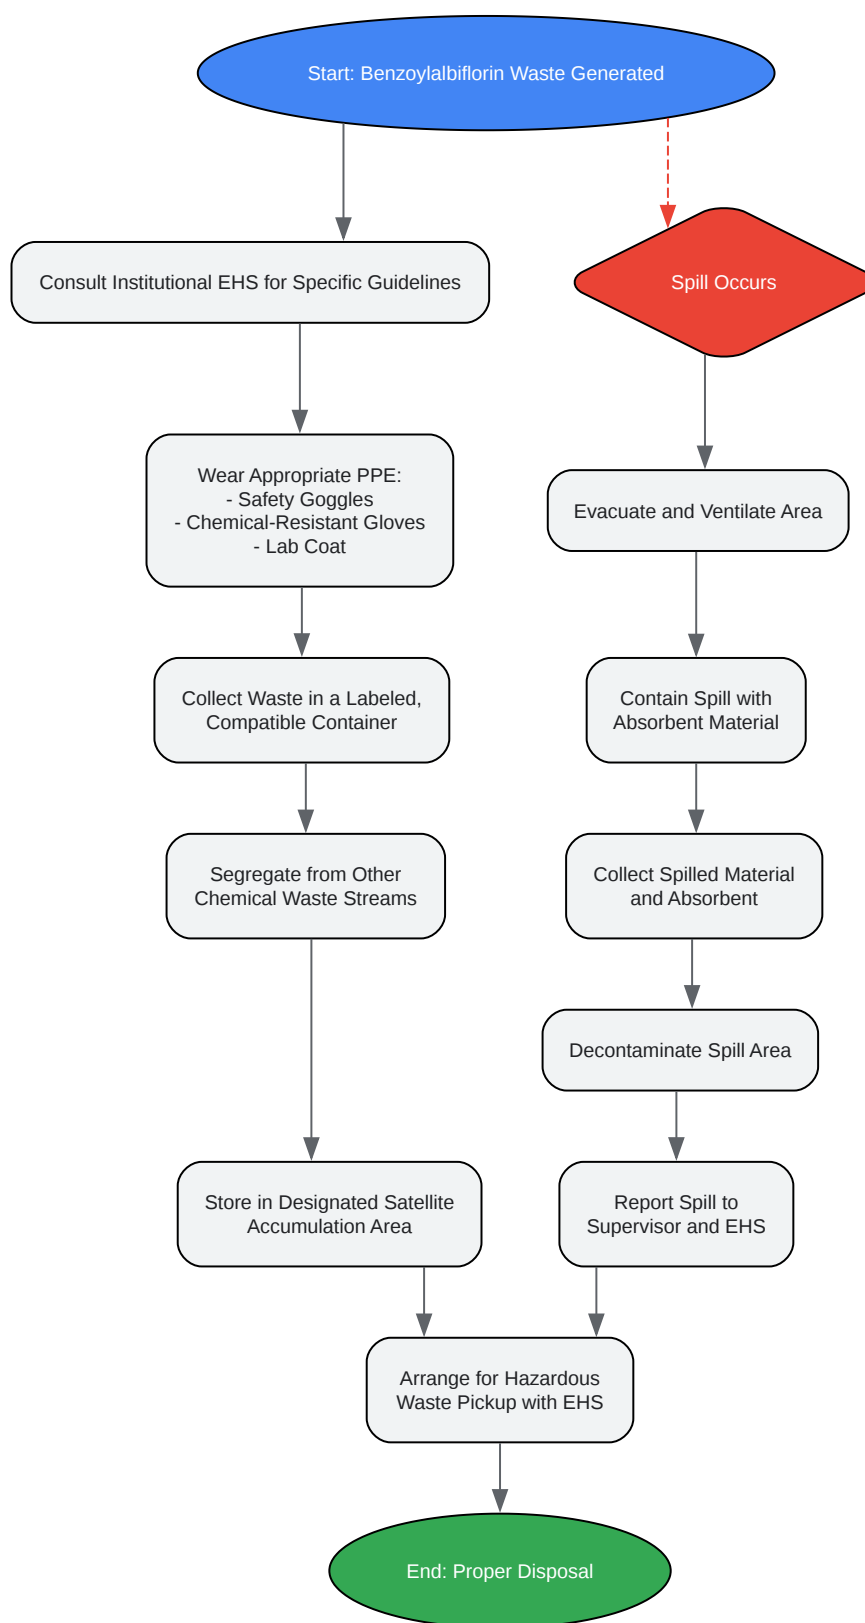 Start: Benzoylalbiflorin Waste Generated
Consult Institutional EHS for Specific Guidelines
Spill Occurs
Wear Appropriate PPE:
- Safety Goggles
- Chemical-Resistant Gloves
- Lab Coat
Evacuate and Ventilate Area
Collect Waste in a Labeled,
Compatible Container
Contain Spill with
Absorbent Material
Segregate from Other
Chemical Waste Streams
Collect Spilled Material
and Absorbent
Decontaminate Spill Area
Store in Designated Satellite
Accumulation Area
Report Spill to
Supervisor and EHS
Arrange for Hazardous
Waste Pickup with EHS
End: Proper Disposal